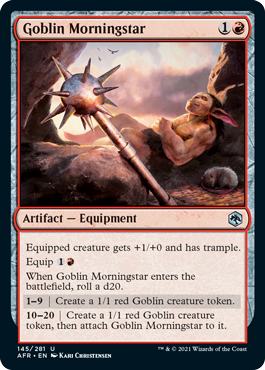 Goblin Morningstar 1
Artifact — Equipment
Equipped creature gets +1/+0 and has trample.
Equip 1
When Goblin Morningstar enters the
battlefield, roll a d20.
1–9 | Create a 1/1 red Goblin creature token.
10–20 | Create a 1/1 red Goblin creature
token, then attach Goblin Morningstar to it.
145/281 U
AFR • EN Kari Christensen
™ & © 2021 Wizards of the Coast